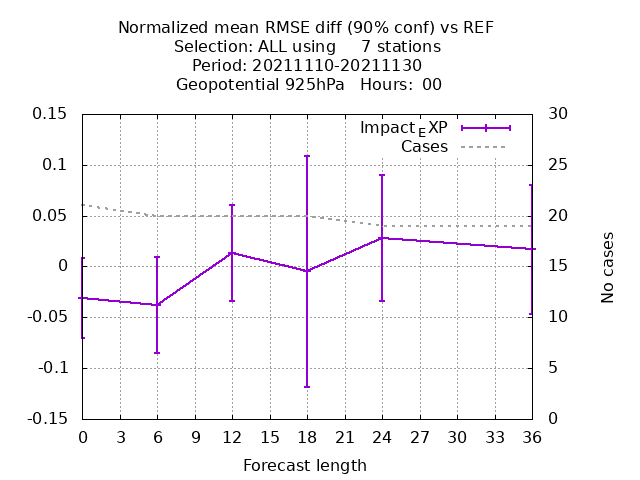 Normalized mean RMSE diff (90% conf) vs REF
Selection: ALL using     7 stations
Period: 20211110-20211130
Geopotential 925hPa   Hours:  00
0.15
0.1
0.05
0
-0.05
-0.1
-0.15
Impact_EXP
Cases
30
25
20
15
10
5
0
No cases
0 3 6 9 12 15 18 21 24 27 30 33 36
Forecast length